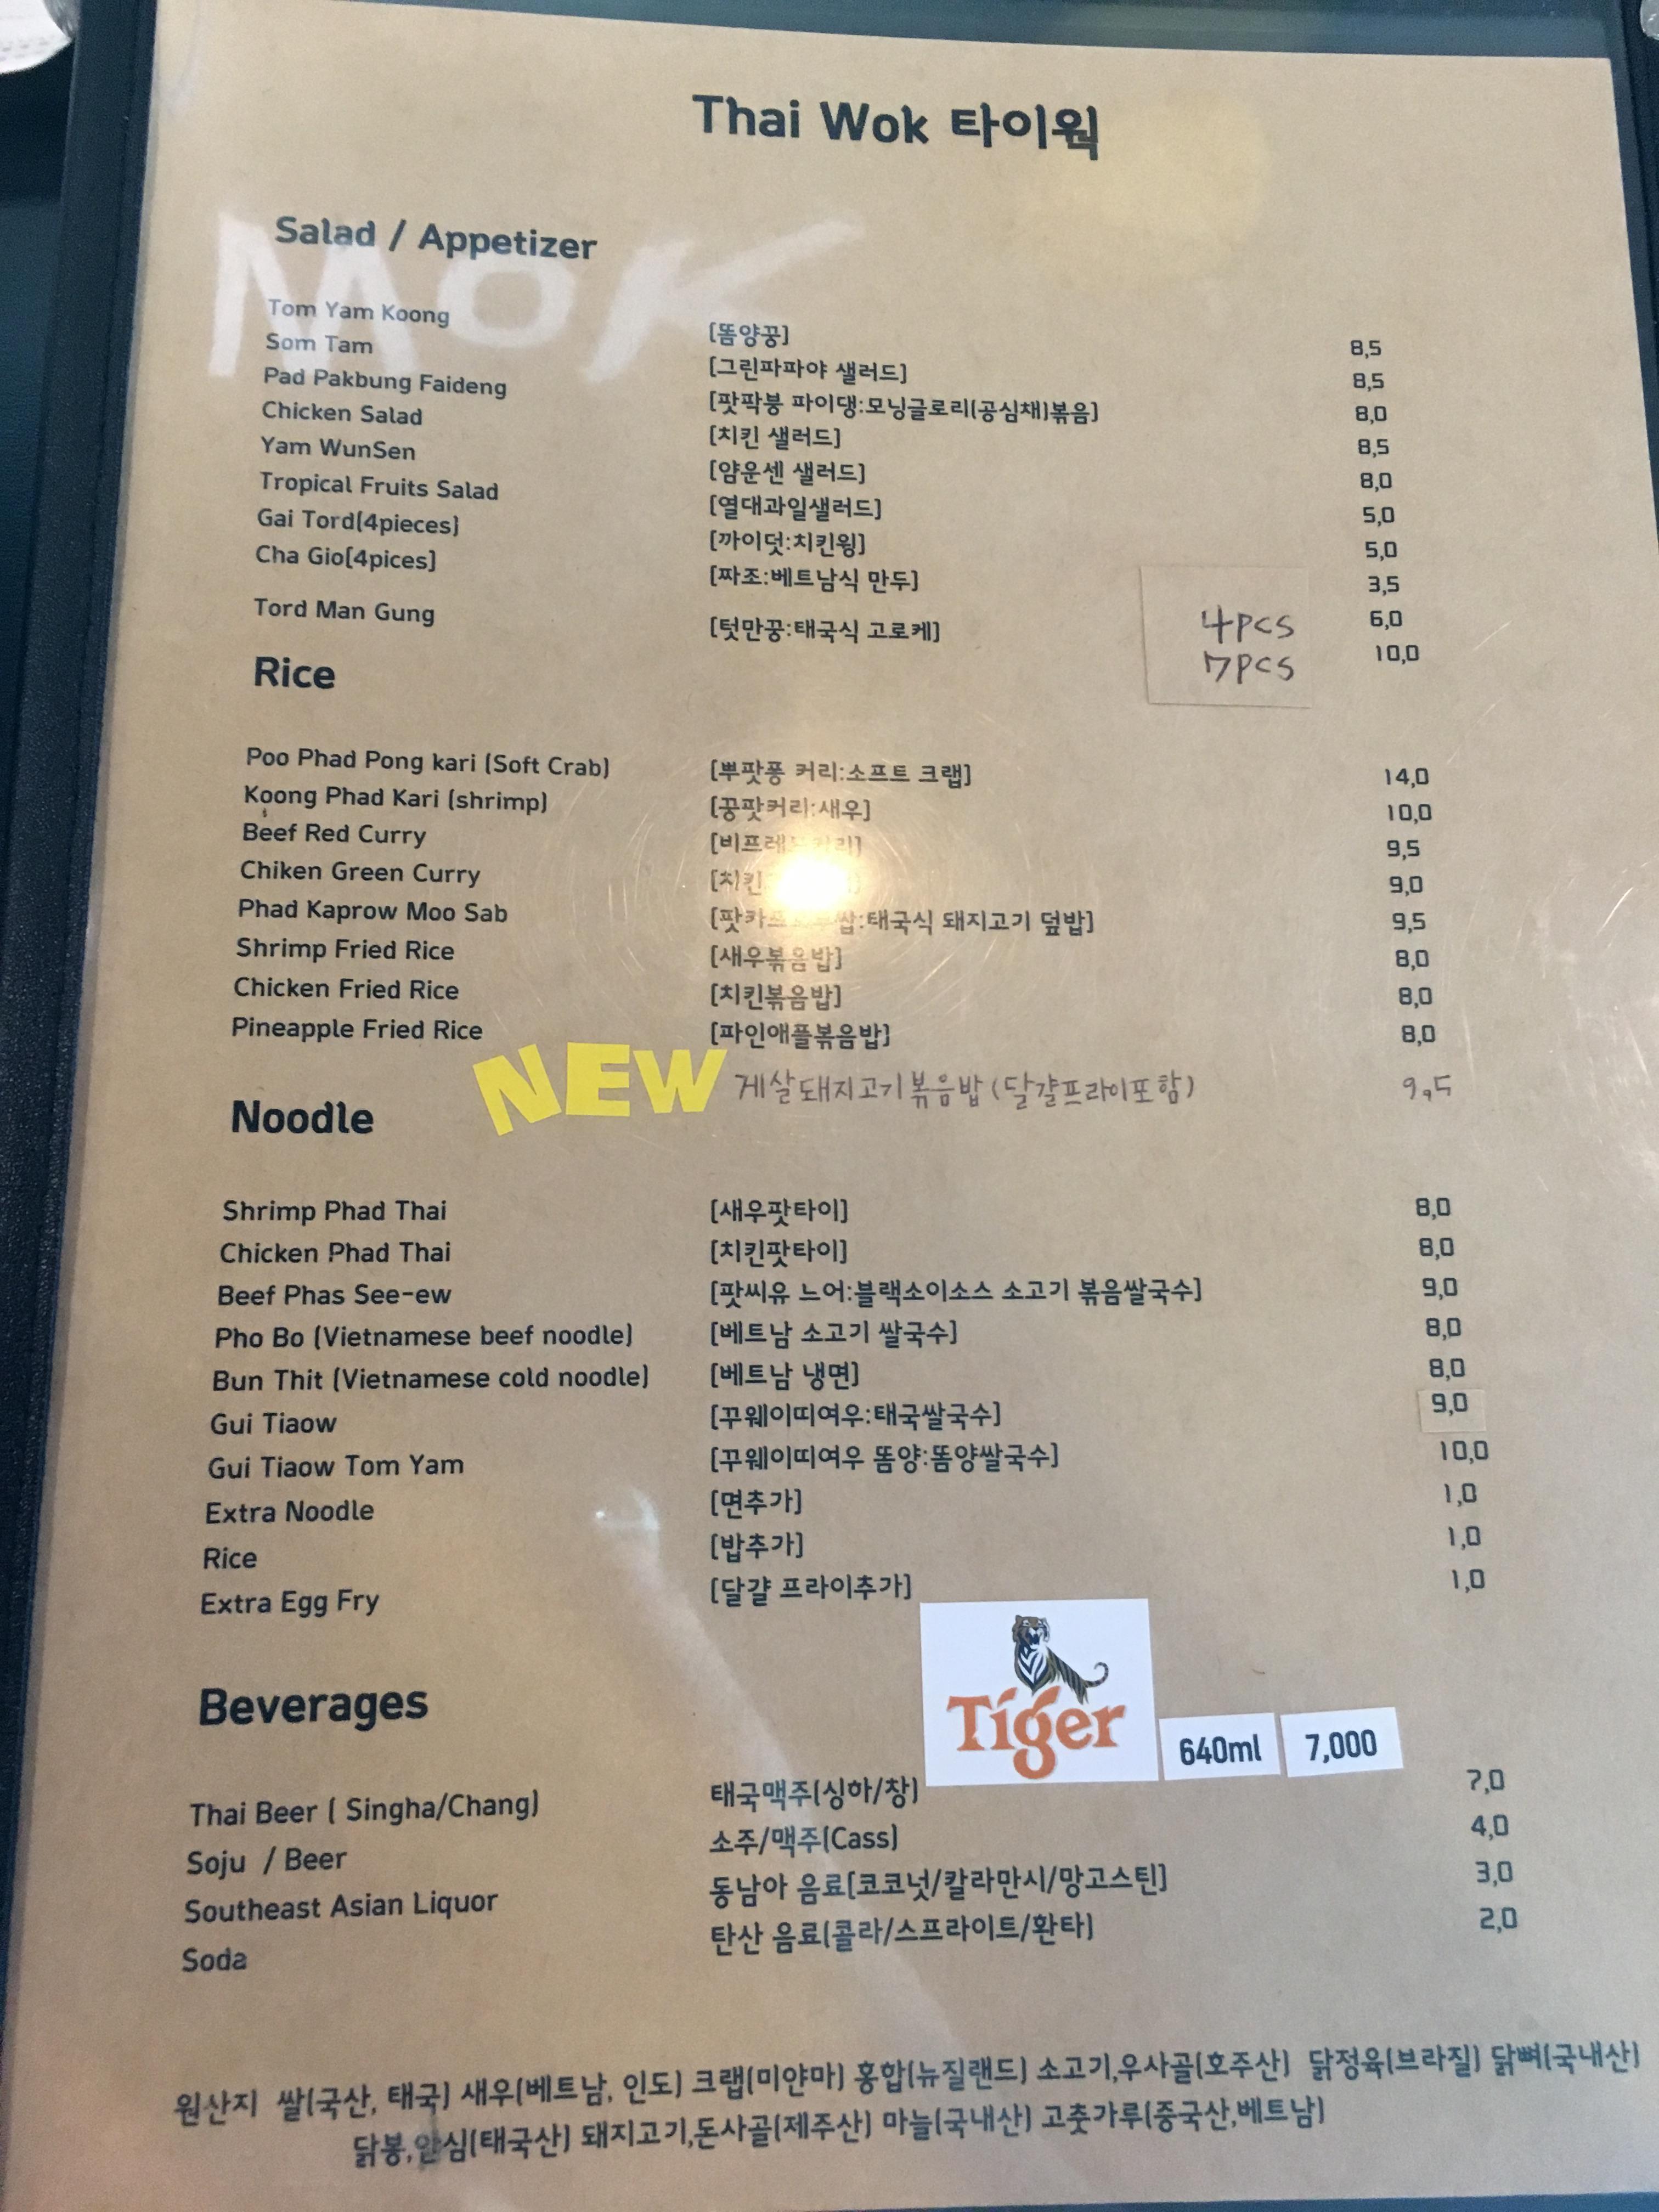 Thai Wok 타이웍
MOK
Salad / Appetizer
Tom Yam Koong [똠양꿍] 8,5
Som Tam [그린파파야 샐러드] 8,5
Pad Pakbung Faideng [팟팍붕 파이댕:모닝글로리(공심채)볶음] 8,0
Chicken Salad [치킨 샐러드] 8,5
Yam WunSen [얌운센 샐러드] 8,0
Tropical Fruits Salad [열대과일샐러드] 5,0
Gai Tord(4pieces) [까이덧:치킨윙] 5,0
Cha Gio[4pices] [짜조:베트남식 만두] 3,5
Tord Man Gung [텃만꿍:태국식 고로케] 4pcs 6,0
7pcs 10,0
Rice
Poo Phad Pong kari (Soft Crab) [뿌팟퐁 커리:소프트 크랩] 14,0
Koong Phad Kari (shrimp) [꿍팟커리:새우] 10,0
Beef Red Curry 9,5
Chiken Green Curry [치킨 9,0
Phad Kaprow Moo Sab :태국식 돼지고기 덮밥] 9,5
Shrimp Fried Rice [새우볶음밥] 8,0
Chicken Fried Rice [치킨볶음밥] 8,0
Pineapple Fried Rice [파인애플볶음밥] 8,0
NEW 게살돼지고기볶음밥(달걀프라이포함) 9,5
Noodle
Shrimp Phad Thai [새우팟타이] 8,0
Chicken Phad Thai [치킨팟타이] 8,0
Beef Phas See-ew [팟씨유 느어:블랙소이소스 소고기 볶음쌀국수] 9,0
Pho Bo (Vietnamese beef noodle) [베트남 소고기 쌀국수] 8,0
Bun Thit (Vietnamese cold noodle) [베트남 냉면] 8,0
Gui Tiaow [꾸웨이띠여우:태국쌀국수] 9,0
Gui Tiaow Tom Yam [꾸웨이띠여우 똠양:똠양쌀국수] 10,0
Extra Noodle [면추가] 1,0
Rice [밥추가] 1,0
Extra Egg Fry [달걀 프라이추가] 1,0
Beverages
Tiger 640ml 7,000
Thai Beer ( Singha/Chang) 태국맥주(싱하/창) 7,0
Soju / Beer 소주/맥주(Cass) 4,0
Southeast Asian Liquor 동남아 음료[코코넛/칼라만시/망고스틴] 3,0
Soda 탄산 음료(콜라/스프라이트/환타) 2,0
원산지 쌀(국산, 태국) 새우(베트남, 인도) 크랩(미얀마) 홍합(뉴질랜드) 소고기,우사골(호주산) 닭정육(브라질) 닭뼈(국내산)
닭봉,안심(태국산) 돼지고기,돈사골(제주산) 마늘(국내산) 고춧가루(중국산,베트남)